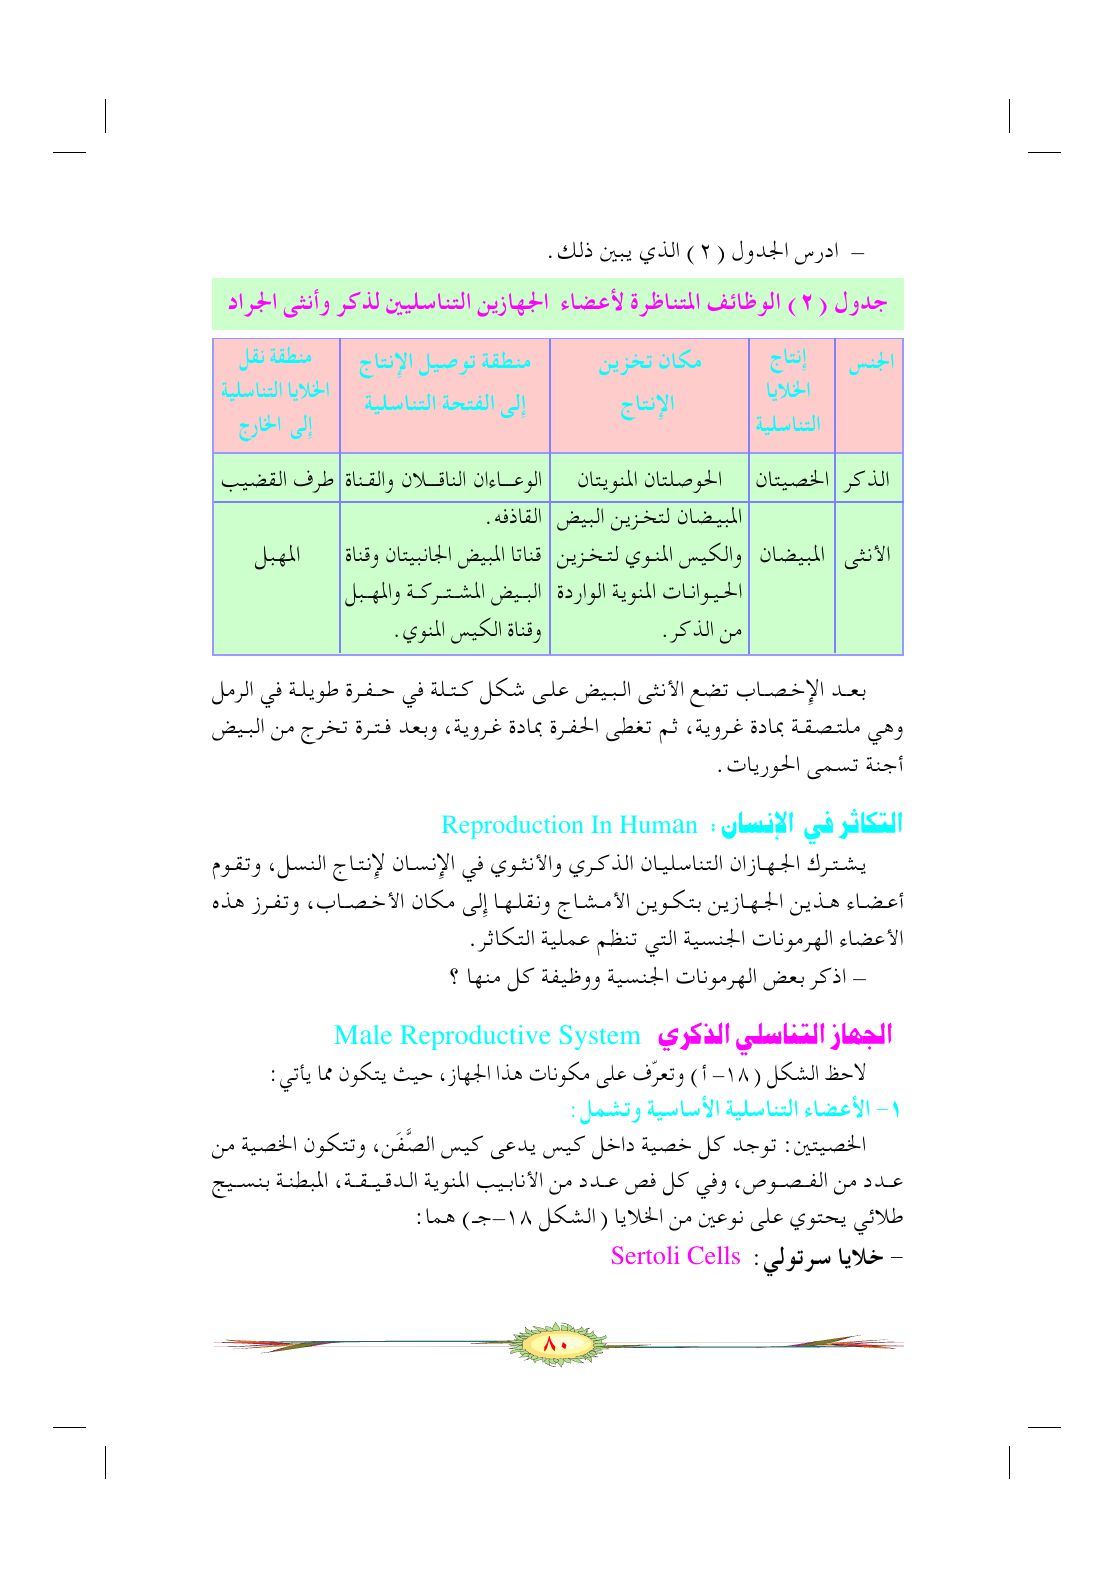 – ادرس الجدول ( ٢ ) الذي يبين ذلك .
جدول ( ٢ ) الوظائف المتناظرة لأعضاء الجهازين التناسليين لذكر وأنثى الجراد
الجنس
إنتاج
الخلايا
التناسلية
مكان تخزين
الإنتاج
منطقة توصيل الإنتاج
إلى الفتحة التناسلية
منطقة نقل
الخلايا التناسلية
إلى الخارج
الذكر
الخصيتان
الحوصلتان المنويتان
الوعاءان الناقلان والقناة
القاذفه .
طرف القضيب
الأنثى
المبيضان
المبيضان لتخزين البيض
والكيس المنوي لتخزين
الحيوانات المنوية الواردة
من الذكر .
قناتا المبيض الجانبيتان وقناة
البيض المشتركة والمهبل
وقناة الكيس المنوي .
المهبل
بعد الإخصاب تضع الأنثى البيض على شكل كتلة في حفرة طويلة في الرمل
وهي ملتصقة بمادة غروية، ثم تغطى الحفرة بمادة غروية، وبعد فترة تخرج من البيض
أجنة تسمى الحوريات .
التكاثر في الإنسان : Reproduction In Human
يشترك الجهازان التناسليان الذكري والأنثوي في الإنسان لإنتاج النسل، وتقوم
أعضاء هذين الجهازين بتكوين الأمشاج ونقلها إلى مكان الأخصاب، وتفرز هذه
الأعضاء الهرمونات الجنسية التي تنظم عملية التكاثر .
– اذكر بعض الهرمونات الجنسية ووظيفة كل منها ؟
الجهاز التناسلي الذكري Male Reproductive System
لاحظ الشكل ( ١٨– أ ) وتعرّف على مكونات هذا الجهاز، حيث يتكون مما يأتي :
١– الأعضاء التناسلية الأساسية وتشمل :
الخصيتين : توجد كل خصية داخل كيس يدعى كيس الصَّفَن، وتتكون الخصية من
عدد من الفصوص، وفي كل فص عدد من الأنابيب المنوية الدقيقة، المبطنة بنسيج
طلائي يحتوي على نوعين من الخلايا ( الشكل ١٨–جـ ) هما :
– خلايا سرتولي : Sertoli Cells
٨٠